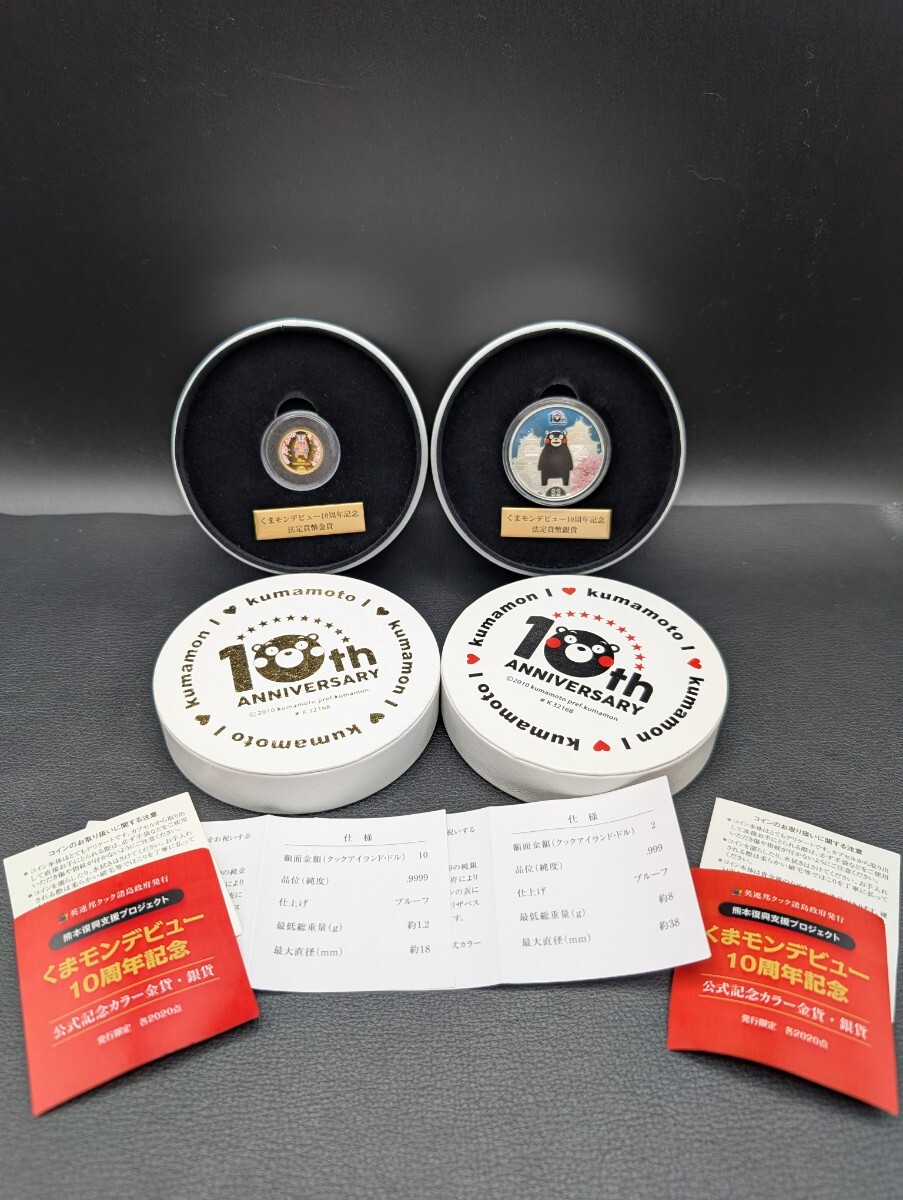 10th
$2
くまモンデビュー10周年記念
法定貨幣金貨
くまモンデビュー10周年記念
法定貨幣銀貨
kumamoto I ♥ kumamon I ♥ kumamoto I ♥ kumamon I ♥
10th
ANNIVERSARY
©2010 kumamoto pref.kumamon
# K32168
kumamoto I ♥ kumamon I ♥ kumamoto I ♥ kumamon I ♥
10th
ANNIVERSARY
©2010 kumamoto pref.kumamon
# K32168
コインのお取り扱いに関する注意
英連邦クック諸島政府発行
熊本復興支援プロジェクト
くまモンデビュー
10周年記念
公式記念カラー金貨・銀貨
発行限定 各2020点
仕様
額面金額(クックアイランド・ドル) 10
品位(純度) .9999
仕上げ プルーフ
最低総重量(g) 約1.2
最大直径(mm) 約18
仕様
額面金額(クックアイランド・ドル) 2
品位(純度) .999
仕上げ プルーフ
最低総重量(g) 約8
最大直径(mm) 約38
コインのお取り扱いに関する注意
英連邦クック諸島政府発行
熊本復興支援プロジェクト
くまモンデビュー
10周年記念
公式記念カラー金貨・銀貨
発行限定 各2020点